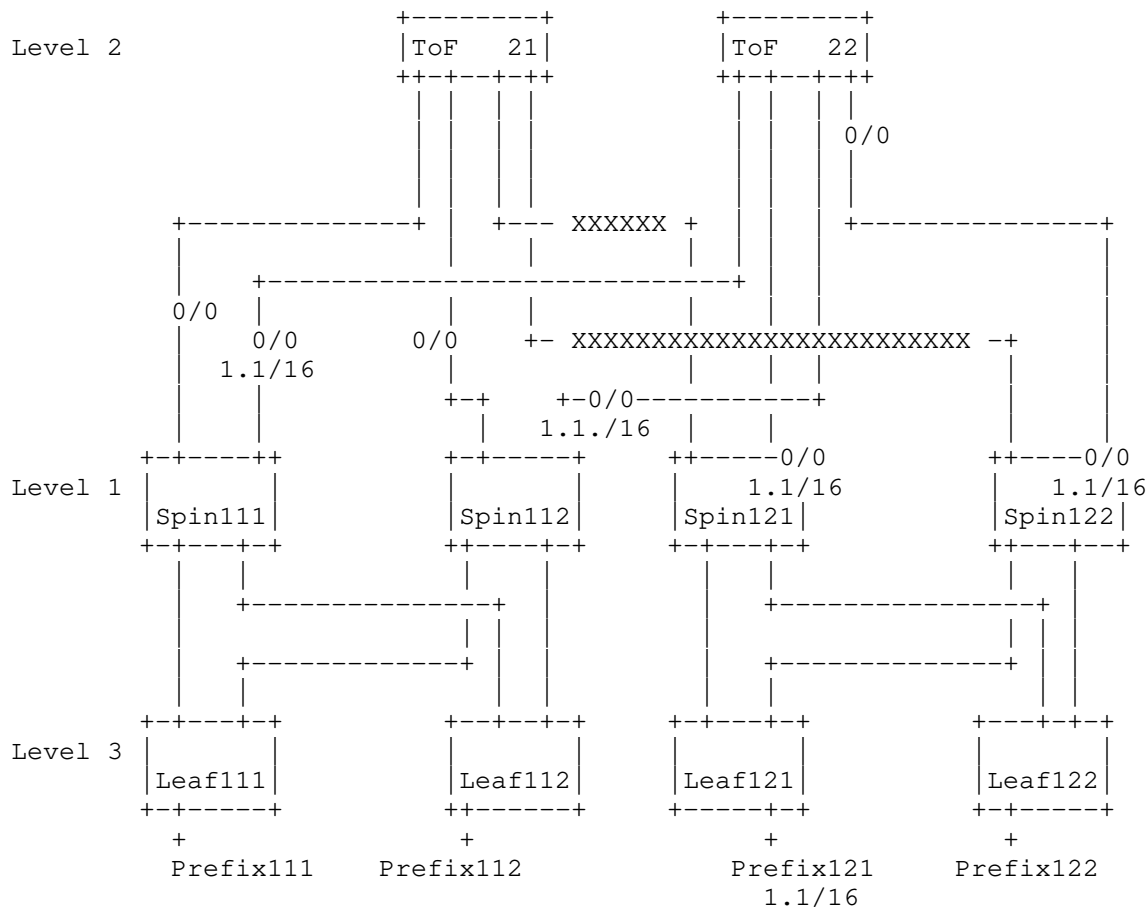 Level 2
ToF 21
ToF 22
0/0
XXXXXX
0/0
0/0
0/0
XXXXXXXXXXXXXXXXXXXXXXXXX
1.1/16
0/0
1.1./16
0/0
0/0
Level 1
1.1/16
1.1/16
Spin111
Spin112
Spin121
Spin122
Level 3
Leaf111
Leaf112
Leaf121
Leaf122
Prefix111
Prefix112
Prefix121
Prefix122
1.1/16